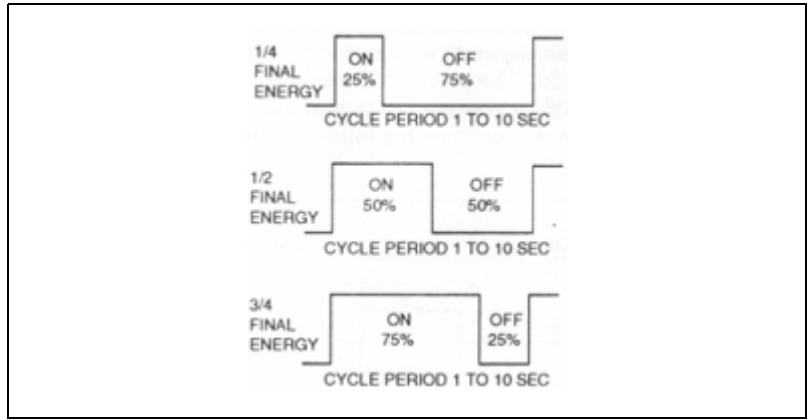 1/4
FINAL
ENERGY
ON
25%
OFF
75%
CYCLE PERIOD 1 TO 10 SEC
1/2
FINAL
ENERGY
ON
50%
OFF
50%
CYCLE PERIOD 1 TO 10 SEC
3/4
FINAL
ENERGY
ON
75%
OFF
25%
CYCLE PERIOD 1 TO 10 SEC